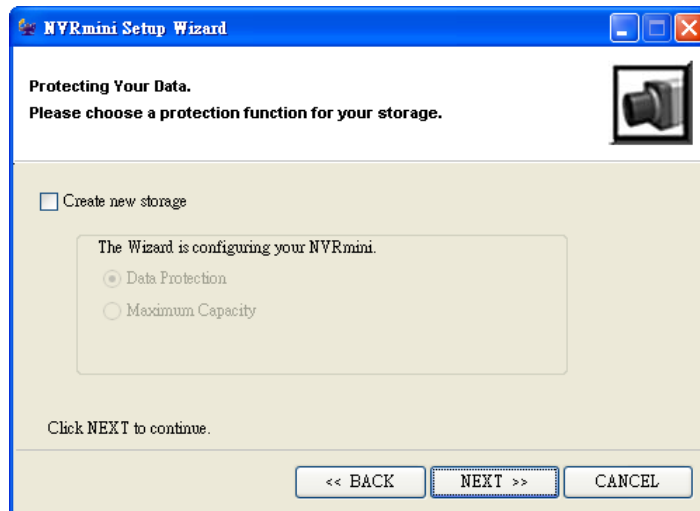 NVRmini Setup Wizard
Protecting Your Data.
Please choose a protection function for your storage.
Create new storage
The Wizard is configuring your NVRmini.
Data Protection
Maximum Capacity
Click NEXT to continue.
<< BACK
NEXT >>
CANCEL